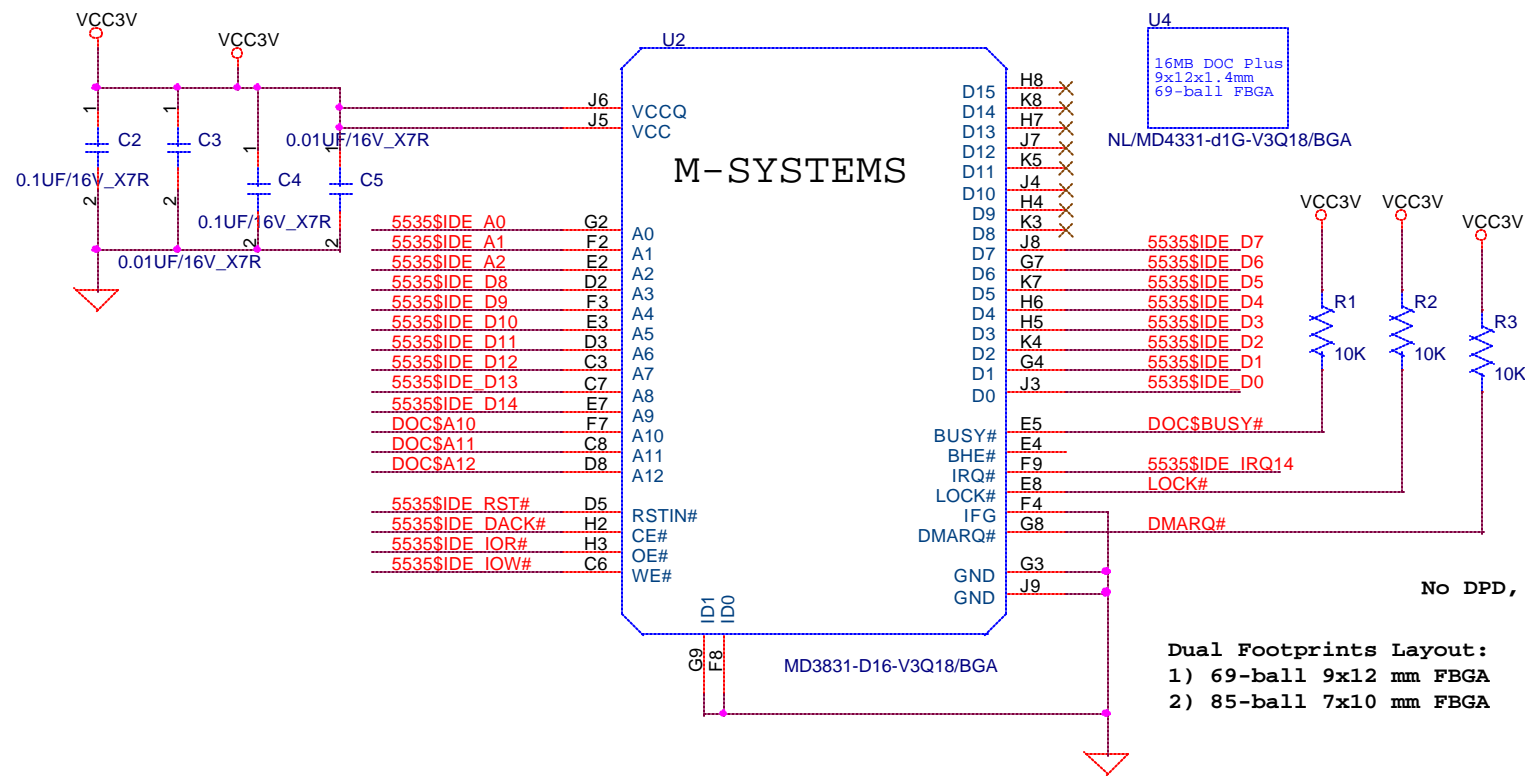 VCC3V
VCC3V
1
1
C2
C3
0.1UF/16V_X7R
2
2
1
1
0.01UF/16V_X7R
C4
C5
0.1UF/16V_X7R
2
2
0.01UF/16V_X7R
U2
M-SYSTEMS
J6 VCCQ
J5 VCC
5535$IDE_A0 G2 A0
5535$IDE_A1 F2 A1
5535$IDE_A2 E2 A2
5535$IDE_D8 D2 A3
5535$IDE_D9 F3 A4
5535$IDE_D10 E3 A5
5535$IDE_D11 D3 A6
5535$IDE_D12 C3 A7
5535$IDE_D13 C7 A8
5535$IDE_D14 E7 A9
DOC$A10 F7 A10
DOC$A11 C8 A11
DOC$A12 D8 A12
5535$IDE_RST# D5 RSTIN#
5535$IDE_DACK# H2 CE#
5535$IDE_IOR# H3 OE#
5535$IDE_IOW# C6 WE#
D15 H8
D14 K8
D13 H7
D12 J7
D11 K5
D10 J4
D9 H4
D8 K3
D7 J8 5535$IDE_D7
D6 G7 5535$IDE_D6
D5 K7 5535$IDE_D5
D4 H6 5535$IDE_D4
D3 H5 5535$IDE_D3
D2 K4 5535$IDE_D2
D1 G4 5535$IDE_D1
D0 J3 5535$IDE_D0
BUSY# E5 DOC$BUSY#
BHE# E4
IRQ# F9 5535$IDE_IRQ14
LOCK# E8 LOCK#
IFG F4
DMARQ# G8 DMARQ#
GND G3
GND J9
ID1 G9
ID0 F8
MD3831-D16-V3Q18/BGA
U4
16MB DOC Plus
9x12x1.4mm
69-ball FBGA
NL/MD4331-d1G-V3Q18/BGA
VCC3V
VCC3V
VCC3V
R1
10K
R2
10K
R3
10K
No DPD,
Dual Footprints Layout:
1) 69-ball 9x12 mm FBGA
2) 85-ball 7x10 mm FBGA